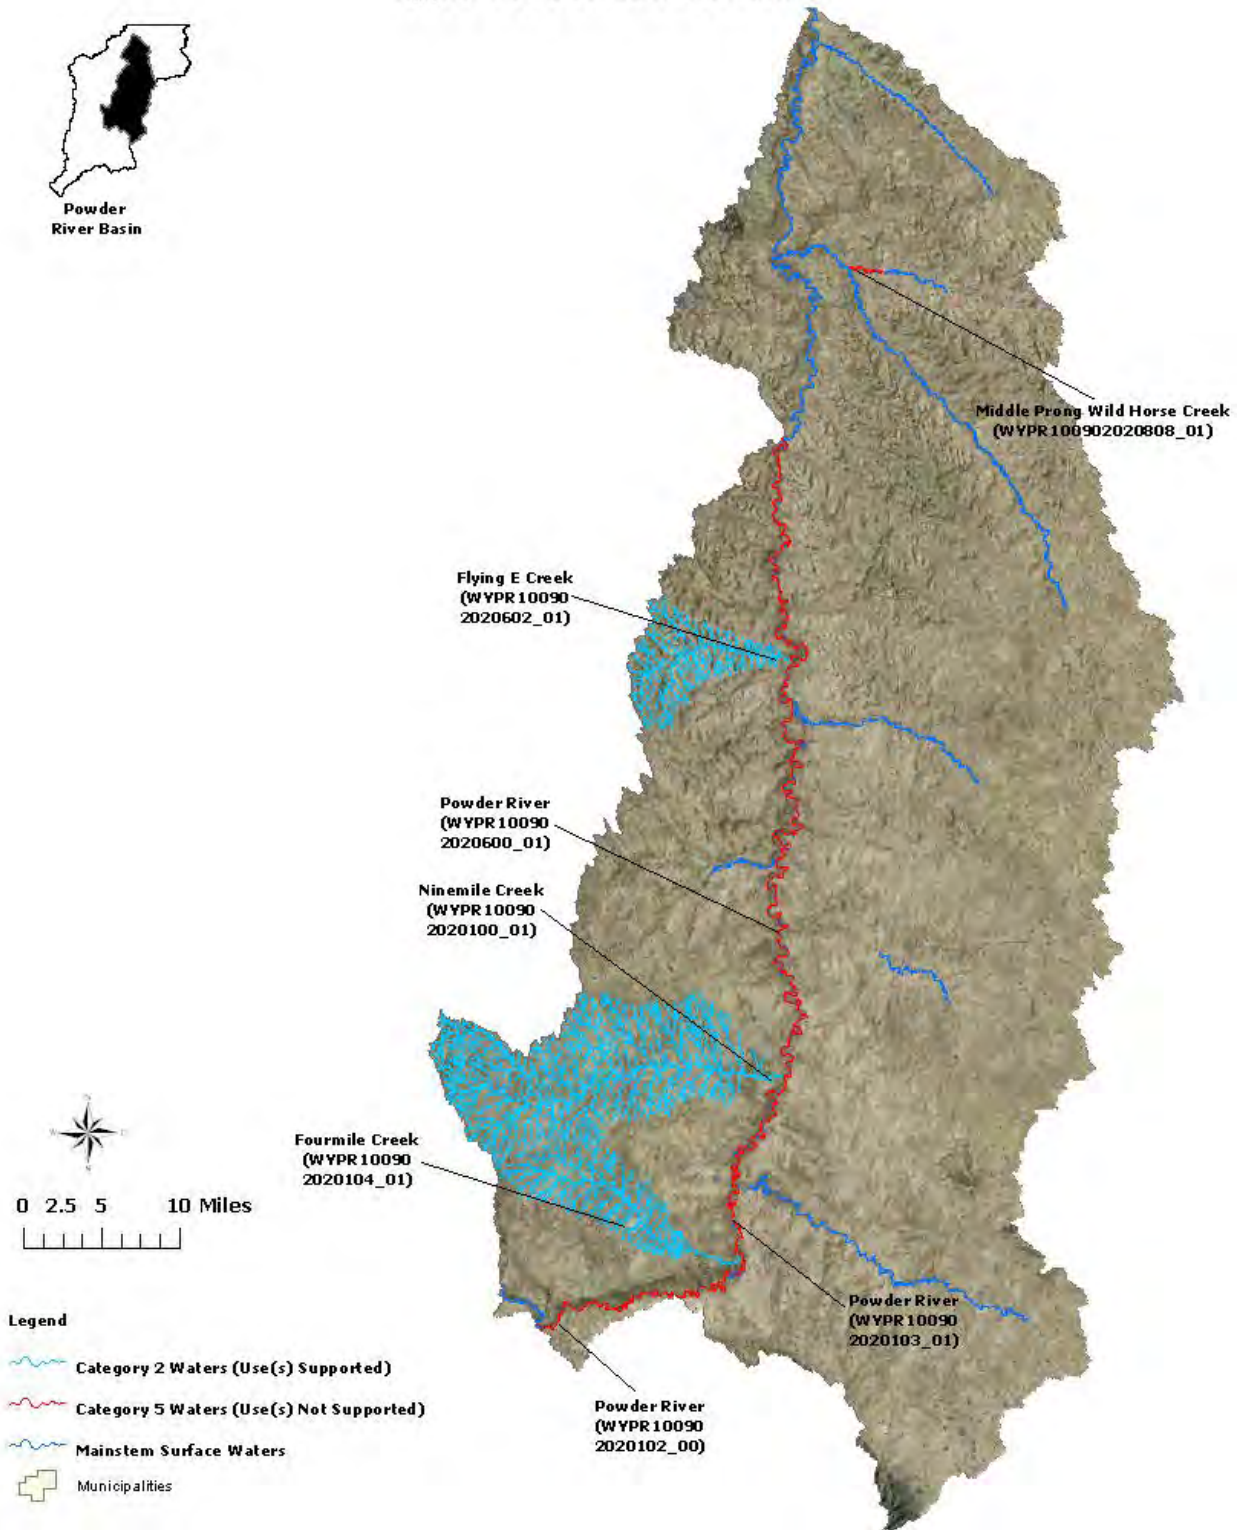 Powder
River Basin
Middle Prong Wild Horse Creek
(WYPR100902020808_01)
Flying E Creek
(WYPR10090
2020602_01)
Powder River
(WYPR10090
2020600_01)
Ninemile Creek
(WYPR10090
2020100_01)
Fourmile Creek
(WYPR10090
2020104_01)
Powder River
(WYPR10090
2020103_01)
Powder River
(WYPR10090
2020102_00)
N
W
E
S
0 2.5 5 10 Miles
Legend
Category 2 Waters (Use(s) Supported)
Category 5 Waters (Use(s) Not Supported)
Mainstem Surface Waters
Municipalities